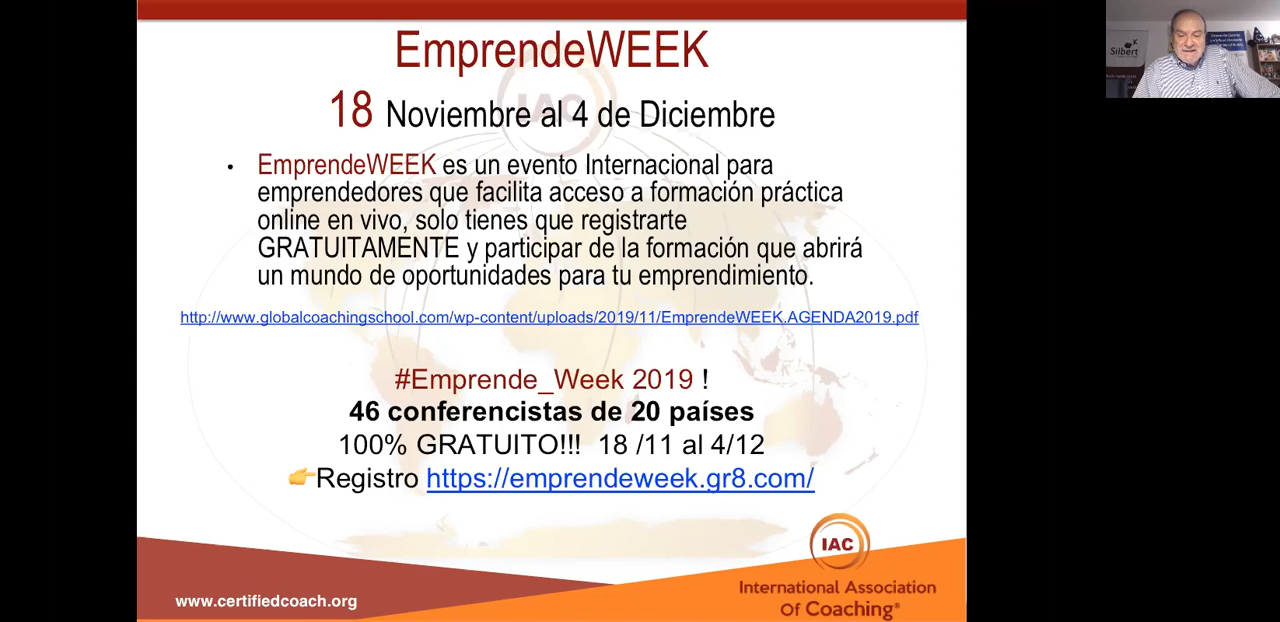 EmprendeWEEK
18 Noviembre al 4 de Diciembre
• EmprendeWEEK es un evento Internacional para
emprendedores que facilita acceso a formación práctica
online en vivo, solo tienes que registrarte
GRATUITAMENTE y participar de la formación que abrirá
un mundo de oportunidades para tu emprendimiento.
http://www.globalcoachingschool.com/wp-content/uploads/2019/11/EmprendeWEEK.AGENDA2019.pdf
#Emprende_Week 2019 !
46 conferencistas de 20 países
100% GRATUITO!!! 18 /11 al 4/12
👉Registro https://emprendeweek.gr8.com/
IAC
International Association
Of Coaching®
www.certifiedcoach.org
IAC
Silbert